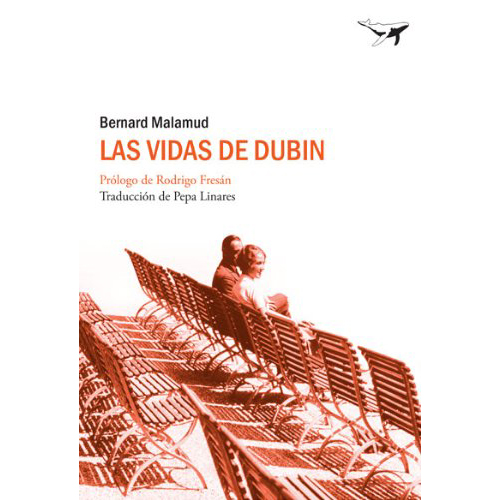 Bernard Malamud
LAS VIDAS DE DUBIN
Prólogo de Rodrigo Fresán
Traducción de Pepa Linares